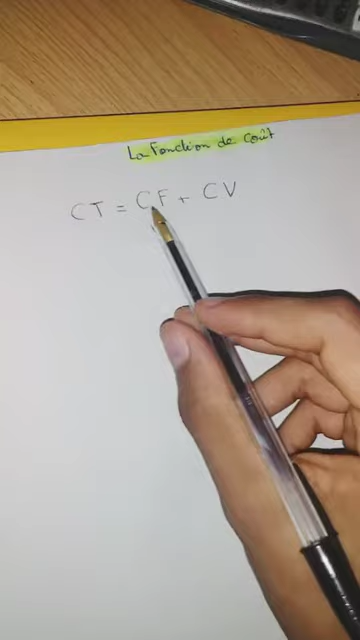 La Fonction de coût
CT = CF + CV